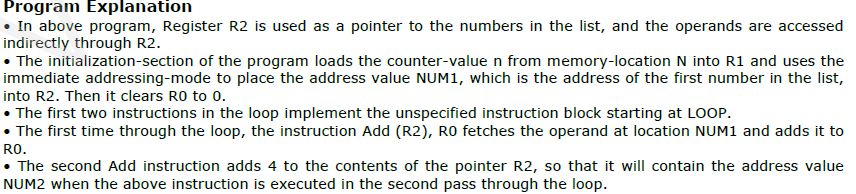 Program Explanation
• In above program, Register R2 is used as a pointer to the numbers in the list, and the operands are accessed
indirectly through R2.
• The initialization-section of the program loads the counter-value n from memory-location N into R1 and uses the
immediate addressing-mode to place the address value NUM1, which is the address of the first number in the list,
into R2. Then it clears R0 to 0.
• The first two instructions in the loop implement the unspecified instruction block starting at LOOP.
• The first time through the loop, the instruction Add (R2), R0 fetches the operand at location NUM1 and adds it to
R0.
• The second Add instruction adds 4 to the contents of the pointer R2, so that it will contain the address value
NUM2 when the above instruction is executed in the second pass through the loop.